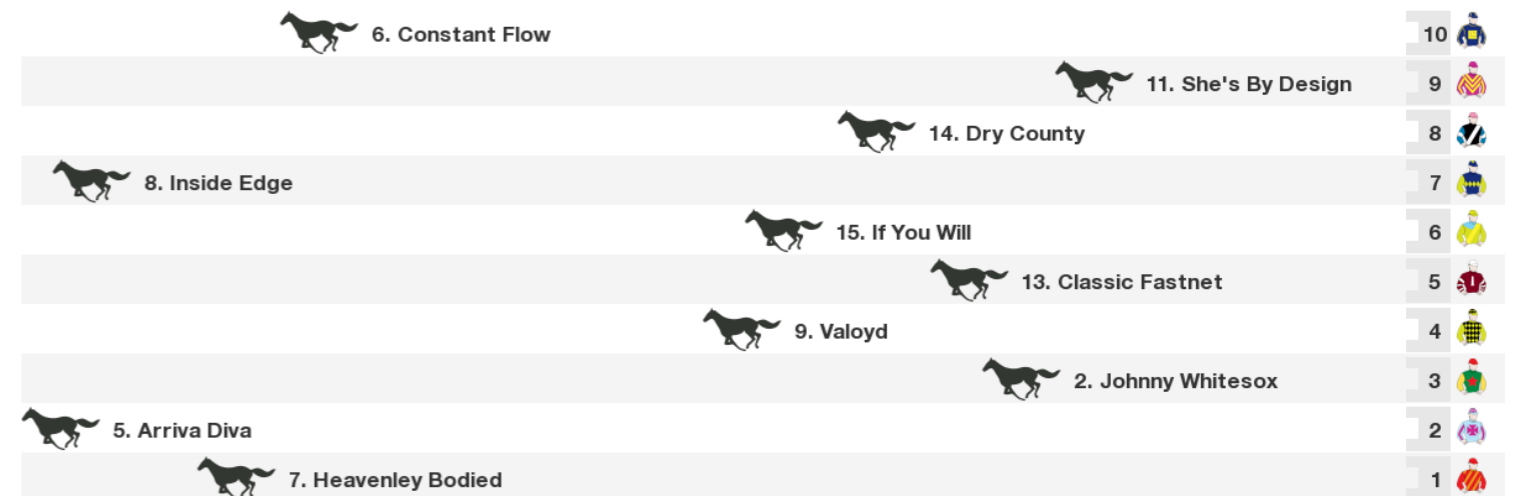 6. Constant Flow 10
11. She's By Design 9
14. Dry County 8
8. Inside Edge 7
15. If You Will 6
13. Classic Fastnet 5
9. Valoyd 4
2. Johnny Whitesox 3
5. Arriva Diva 2
7. Heavenley Bodied 1